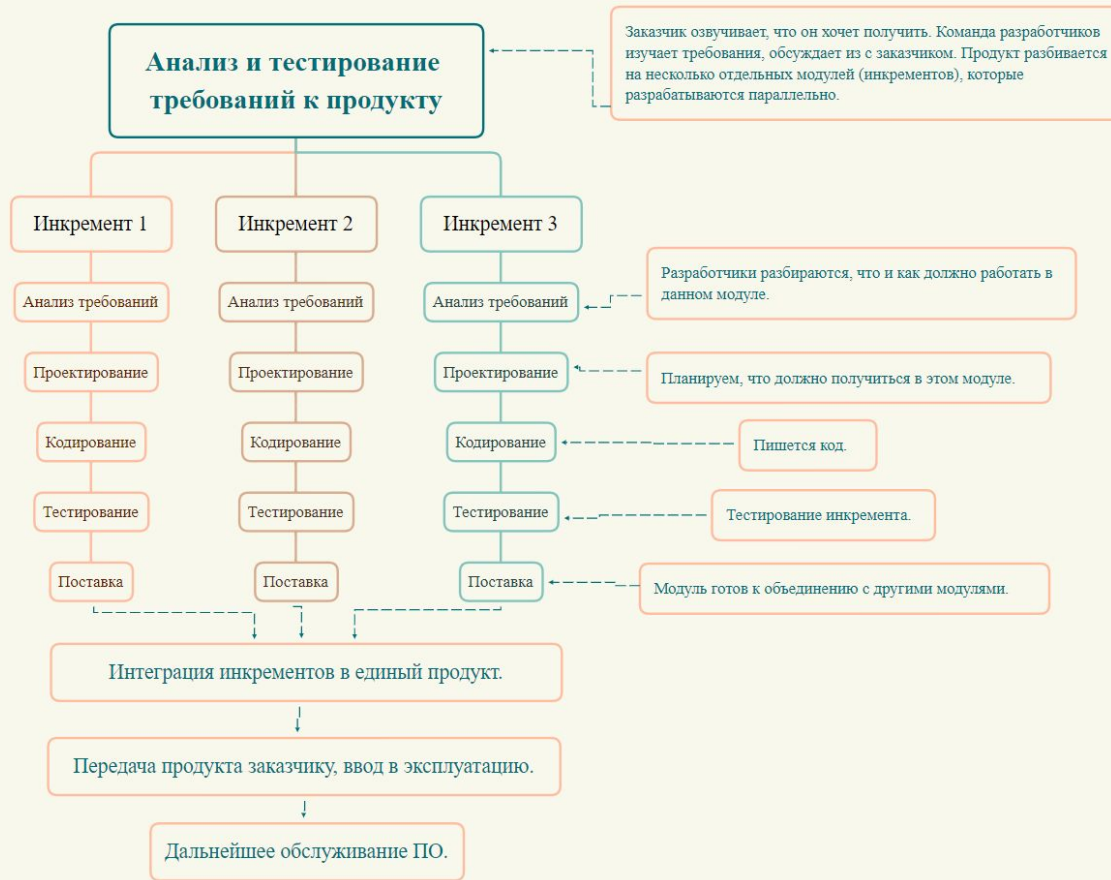 Анализ и тестирование
требований к продукту
Заказчик озвучивает, что он хочет получить. Команда разработчиков
изучает требования, обсуждает из с заказчиком. Продукт разбивается
на несколько отдельных модулей (инкрементов), которые
разрабатываются параллельно.
Инкремент 1
Инкремент 2
Инкремент 3
Анализ требований
Анализ требований
Анализ требований
Разработчики разбираются, что и как должно работать в
данном модуле.
Проектирование
Проектирование
Проектирование
Планируем, что должно получиться в этом модуле.
Кодирование
Кодирование
Кодирование
Пишется код.
Тестирование
Тестирование
Тестирование
Тестирование инкремента.
Поставка
Поставка
Поставка
Модуль готов к объединению с другими модулями.
Интеграция инкрементов в единый продукт.
Передача продукта заказчику, ввод в эксплуатацию.
Дальнейшее обслуживание ПО.